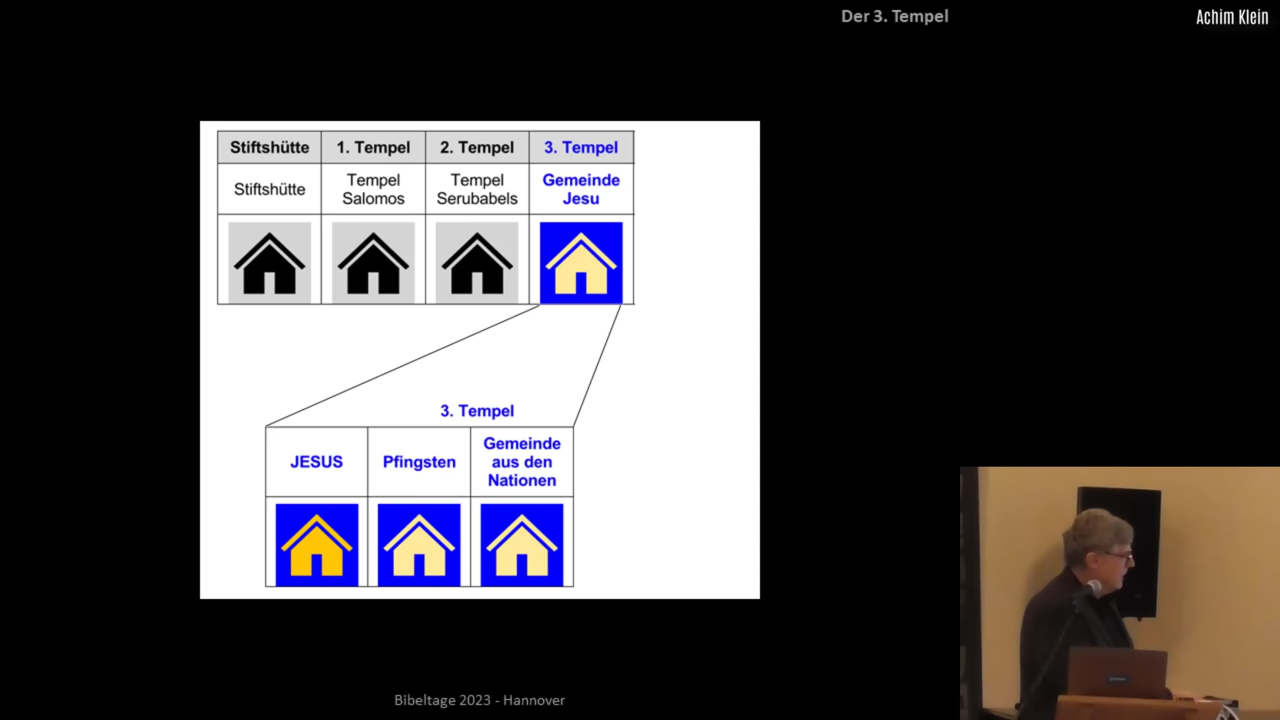 Der 3. Tempel
Achim Klein
Stiftshütte
1. Tempel
2. Tempel
3. Tempel
Stiftshütte
Tempel
Salomos
Tempel
Serubabels
Gemeinde
Jesu
3. Tempel
JESUS
Pfingsten
Gemeinde
aus den
Nationen
Bibeltage 2023 - Hannover